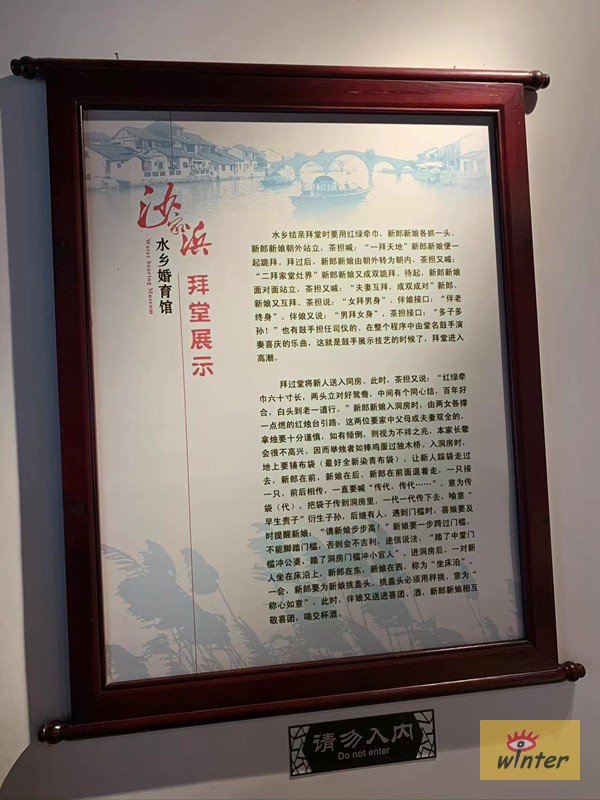 沙家浜
水乡婚育馆
Water bearing Museum
拜堂展示
水乡结亲拜堂时要用红绿牵巾，新郎新娘各抓一头。
新郎新娘朝外站立，茶担喊：“一拜天地”新郎新娘便一
起跪拜。拜过后，新郎新娘由朝外转为朝内，茶担又喊：
“二拜家堂灶界”新郎新娘又成双跪拜。待起，新郎新娘
面对面站立，茶担又喊：“夫妻互拜，成双成对”新郎、
新娘又互拜。茶担说：“女拜男身”，伴娘接口：“伴老
终身”。伴娘又说：“男拜女身”，茶担接口：“多子多
孙！”也有鼓手担任司仪的。在整个程序中由堂名鼓手演
奏喜庆的乐曲，这就是鼓手展示技艺的时候了，拜堂进入
高潮。
拜过堂将新人送入同房。此时，茶担又说：“红绿牵
巾六十寸长，两头立对好鸳鸯，中间有个同心结，百年好
合，白头到老一道行。”新郎新娘入洞房时，由两女各撑
一点燃的红烛台引路，这两位要家中父母或夫妻双全的，
拿烛要十分谨慎，如有倾倒，则视为不祥之兆，本家长辈
会很不高兴。因而举烛者如捧鸡蛋过独木桥。入洞房时，
地上要铺布袋（最好全新染青布袋），让新人踩袋走过
去，新郎在前，新娘在后，新郎在前面退着走，一只接
一只，前后相传，一直要喊“传代，传代……”，意为传
袋（代），把袋子传到洞房里，一代一代传下去，喻意“
早生贵子”衍生子孙，后继有人。遇到门槛时，喜娘要及
时提醒新娘：“请新娘步步高！”新娘要一步跨过门槛，
不能脚踏门槛，否则会不吉利，迷信说法，“踏了中堂门
槛冲公婆，踏了洞房门槛冲小官人”。进洞房后，一对新
人坐在床沿上，新郎在东，新娘在西，称为“坐床沿”。
一会，新郎要为新娘挑盖头。挑盖头必须用秤挑，意为“
称心如意”。此时，伴娘又送进喜团、酒，新郎新娘相互
敬喜团，喝交杯酒。
请勿入内
Do not enter
winter